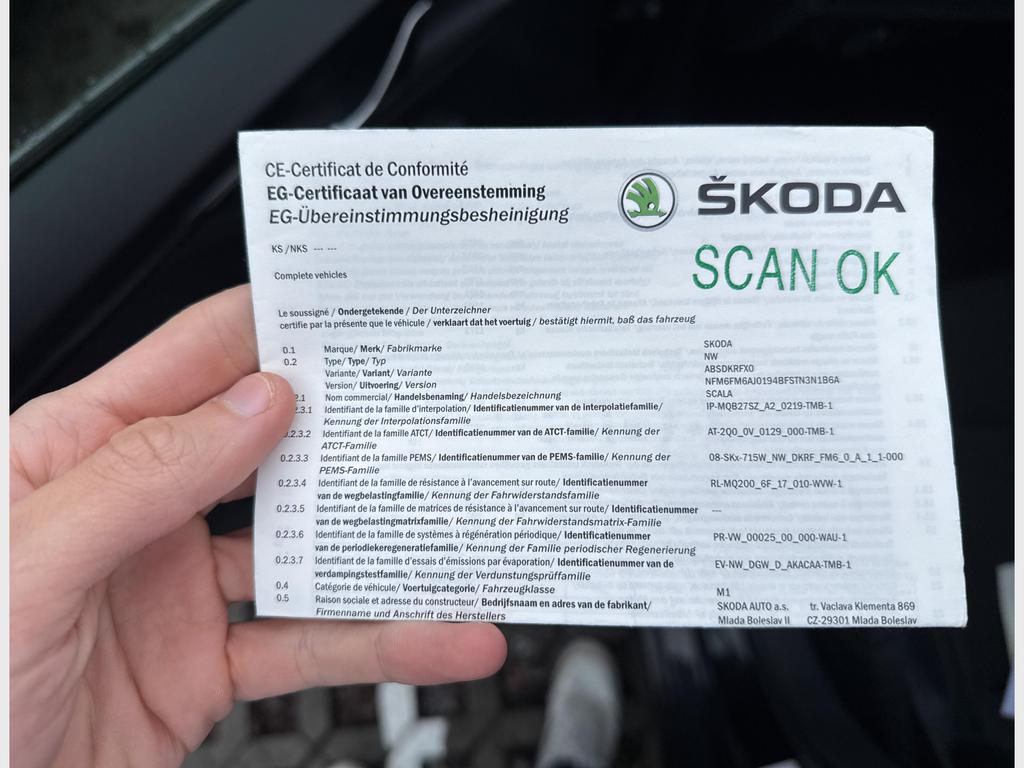 CE-Certificat de Conformité
EG-Certificaat van Overeenstemming
EG-Übereinstimmungsbesheinigung
ŠKODA
SCAN OK
KS /NKS --- ---
Complete vehicles
Le soussigné / Ondergetekende / Der Unterzeichner
certifie par la présente que le véhicule / verklaart dat het voertuig / bestätigt hiermit, baß das fahrzeug
0.1 Marque/ Merk/ Fabrikmarke SKODA
0.2 Type/ Type/ Typ NW
Variante/ Variant/ Variante ABSDKRFX0
Version/ Uitvoering/ Version NFM6FM6AJ0194BFSTN3N1B6A
.2.1 Nom commercial/ Handelsbenaming/ Handelsbezeichnung SCALA
.2.3.1 Identifiant de la famille d'interpolation/ Identificatienummer van de interpolatiefamilie/ IP-MQB27SZ_A2_0219-TMB-1
Kennung der Interpolationsfamilie
0.2.3.2 Identifiant de la famille ATCT/ Identificatienummer van de ATCT-familie/ Kennung der AT-2Q0_0V_0129_000-TMB-1
ATCT-Familie
0.2.3.3 Identifiant de la famille PEMS/ Identificatienummer van de PEMS-familie/ Kennung der 08-SKx-715W_NW_DKRF_FM6_0_A_1_1-000
PEMS-Familie
0.2.3.4 Identifiant de la famille de résistance à l'avancement sur route/ Identificatienummer RL-MQ200_6F_17_010-WVW-1
van de wegbelastingfamilie/ Kennung der Fahrwiderstandsfamilie
0.2.3.5 Identifiant de la famille de matrices de résistance à l'avancement sur route/ Identificatienummer ---
van de wegbelastingmatrixfamilie/ Kennung der Fahrwiderstandsmatrix-Familie
0.2.3.6 Identifiant de la famille de systèmes à régénération périodique/ Identificatienummer PR-VW_00025_00_000-WAU-1
van de periodiekeregeneratiefamilie/ Kennung der Familie periodischer Regenerierung
0.2.3.7 Identifiant de la famille d'essais d'émissions par évaporation/ Identificatienummer van de EV-NW_DGW_D_AKACAA-TMB-1
verdampingstestfamilie/ Kennung der Verdunstungsprüffamilie
0.4 Catégorie de véhicule/ Voertuigcategorie/ Fahrzeugklasse M1
0.5 Raison sociale et adresse du constructeur/ Bedrijfsnaam en adres van de fabrikant/ SKODA AUTO a.s. tr. Vaclava Klementa 869
Firmenname und Anschrift des Herstellers Mlada Boleslav II CZ-29301 Mlada Boleslav